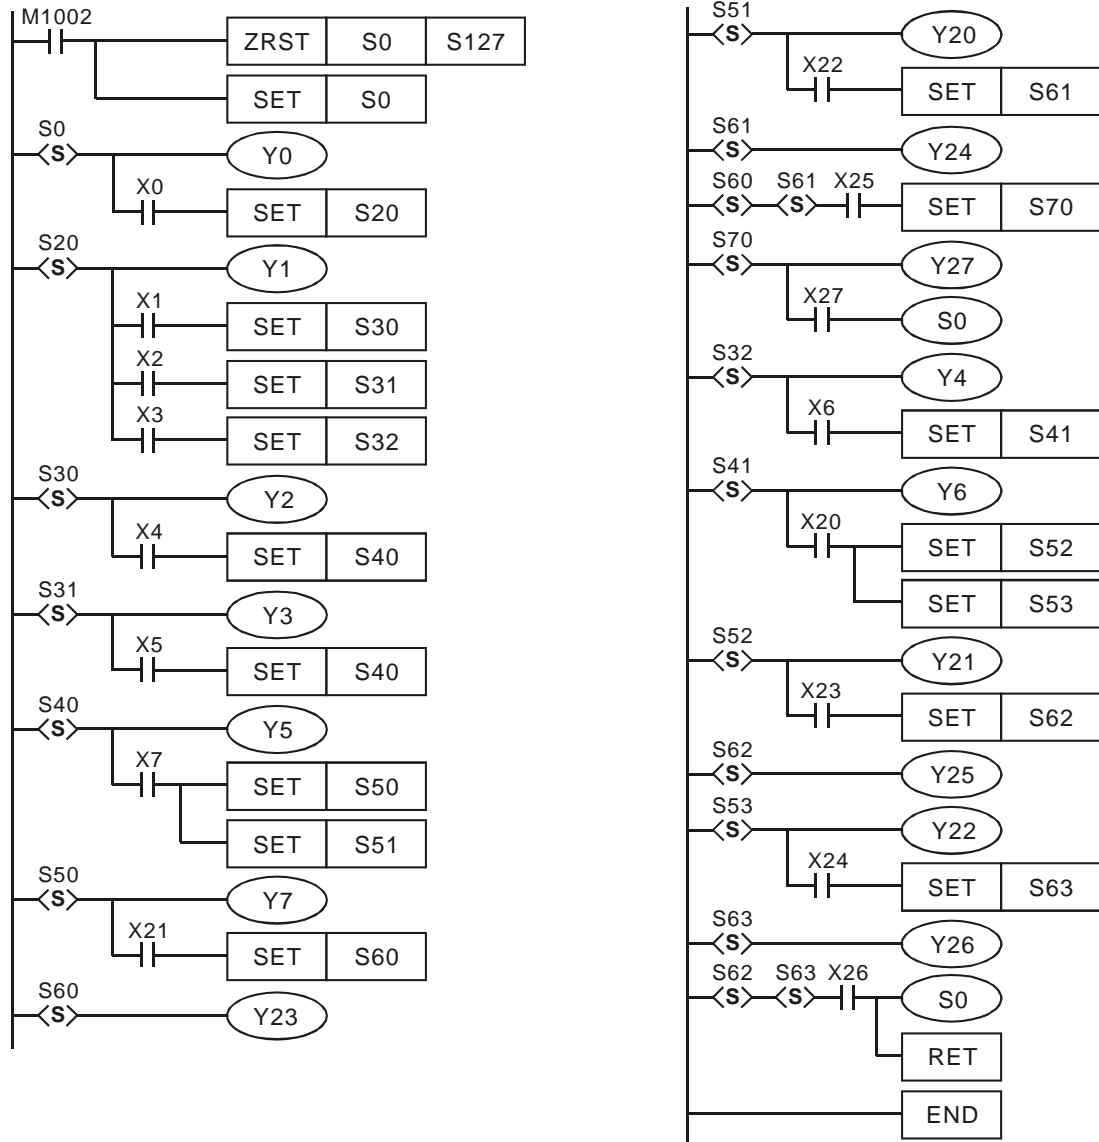 M1002
ZRST S0 S127
SET S0
S0
S Y0
X0
SET S20
S20
S Y1
X1
SET S30
X2
SET S31
X3
SET S32
S30
S Y2
X4
SET S40
S31
S Y3
X5
SET S40
S40
S Y5
X7
SET S50
SET S51
S50
S Y7
X21
SET S60
S60
S Y23
S51
S Y20
X22
SET S61
S61
S Y24
S60 S61 X25
S S SET S70
S70
S Y27
X27
S0
S32
S Y4
X6
SET S41
S41
S Y6
X20
SET S52
SET S53
S52
S Y21
X23
SET S62
S62
S Y25
S53
S Y22
X24
SET S63
S63
S Y26
S62 S63 X26
S S S0
RET
END